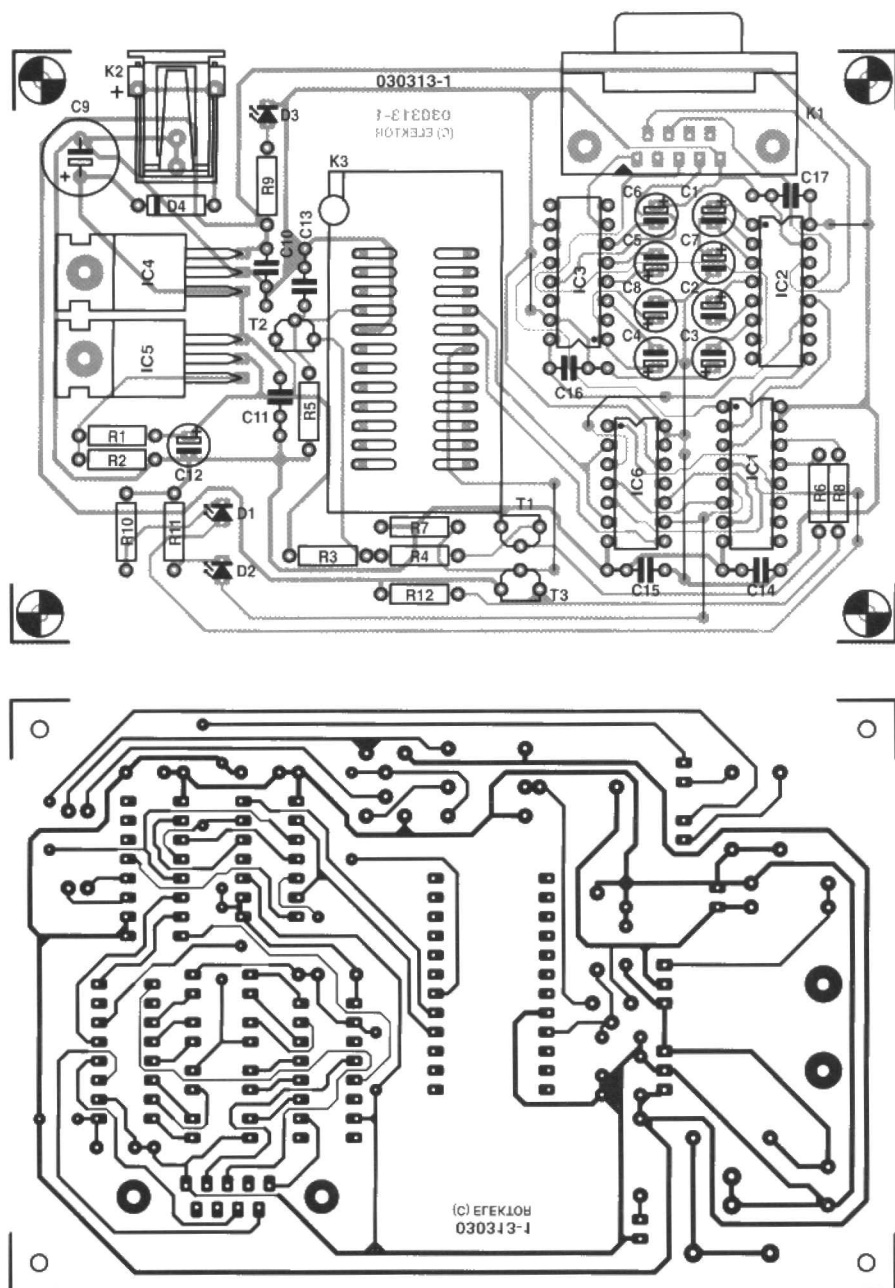 K2
+
C9
+
D4
030313-1
030313-1
(C) ELEKTOR
D3
R9
K3
K1
C17
C6
C1
C5
C7
C8
C2
C4
C3
IC3
IC2
C16
C13
C10
T2
IC4
IC5
R5
C11
R1
R2
C12
R10
R11
D1
D2
R3
R7
R4
R12
T1
T3
IC6
IC1
R6
R8
C15
C14
(C) ELEKTOR
030313-1